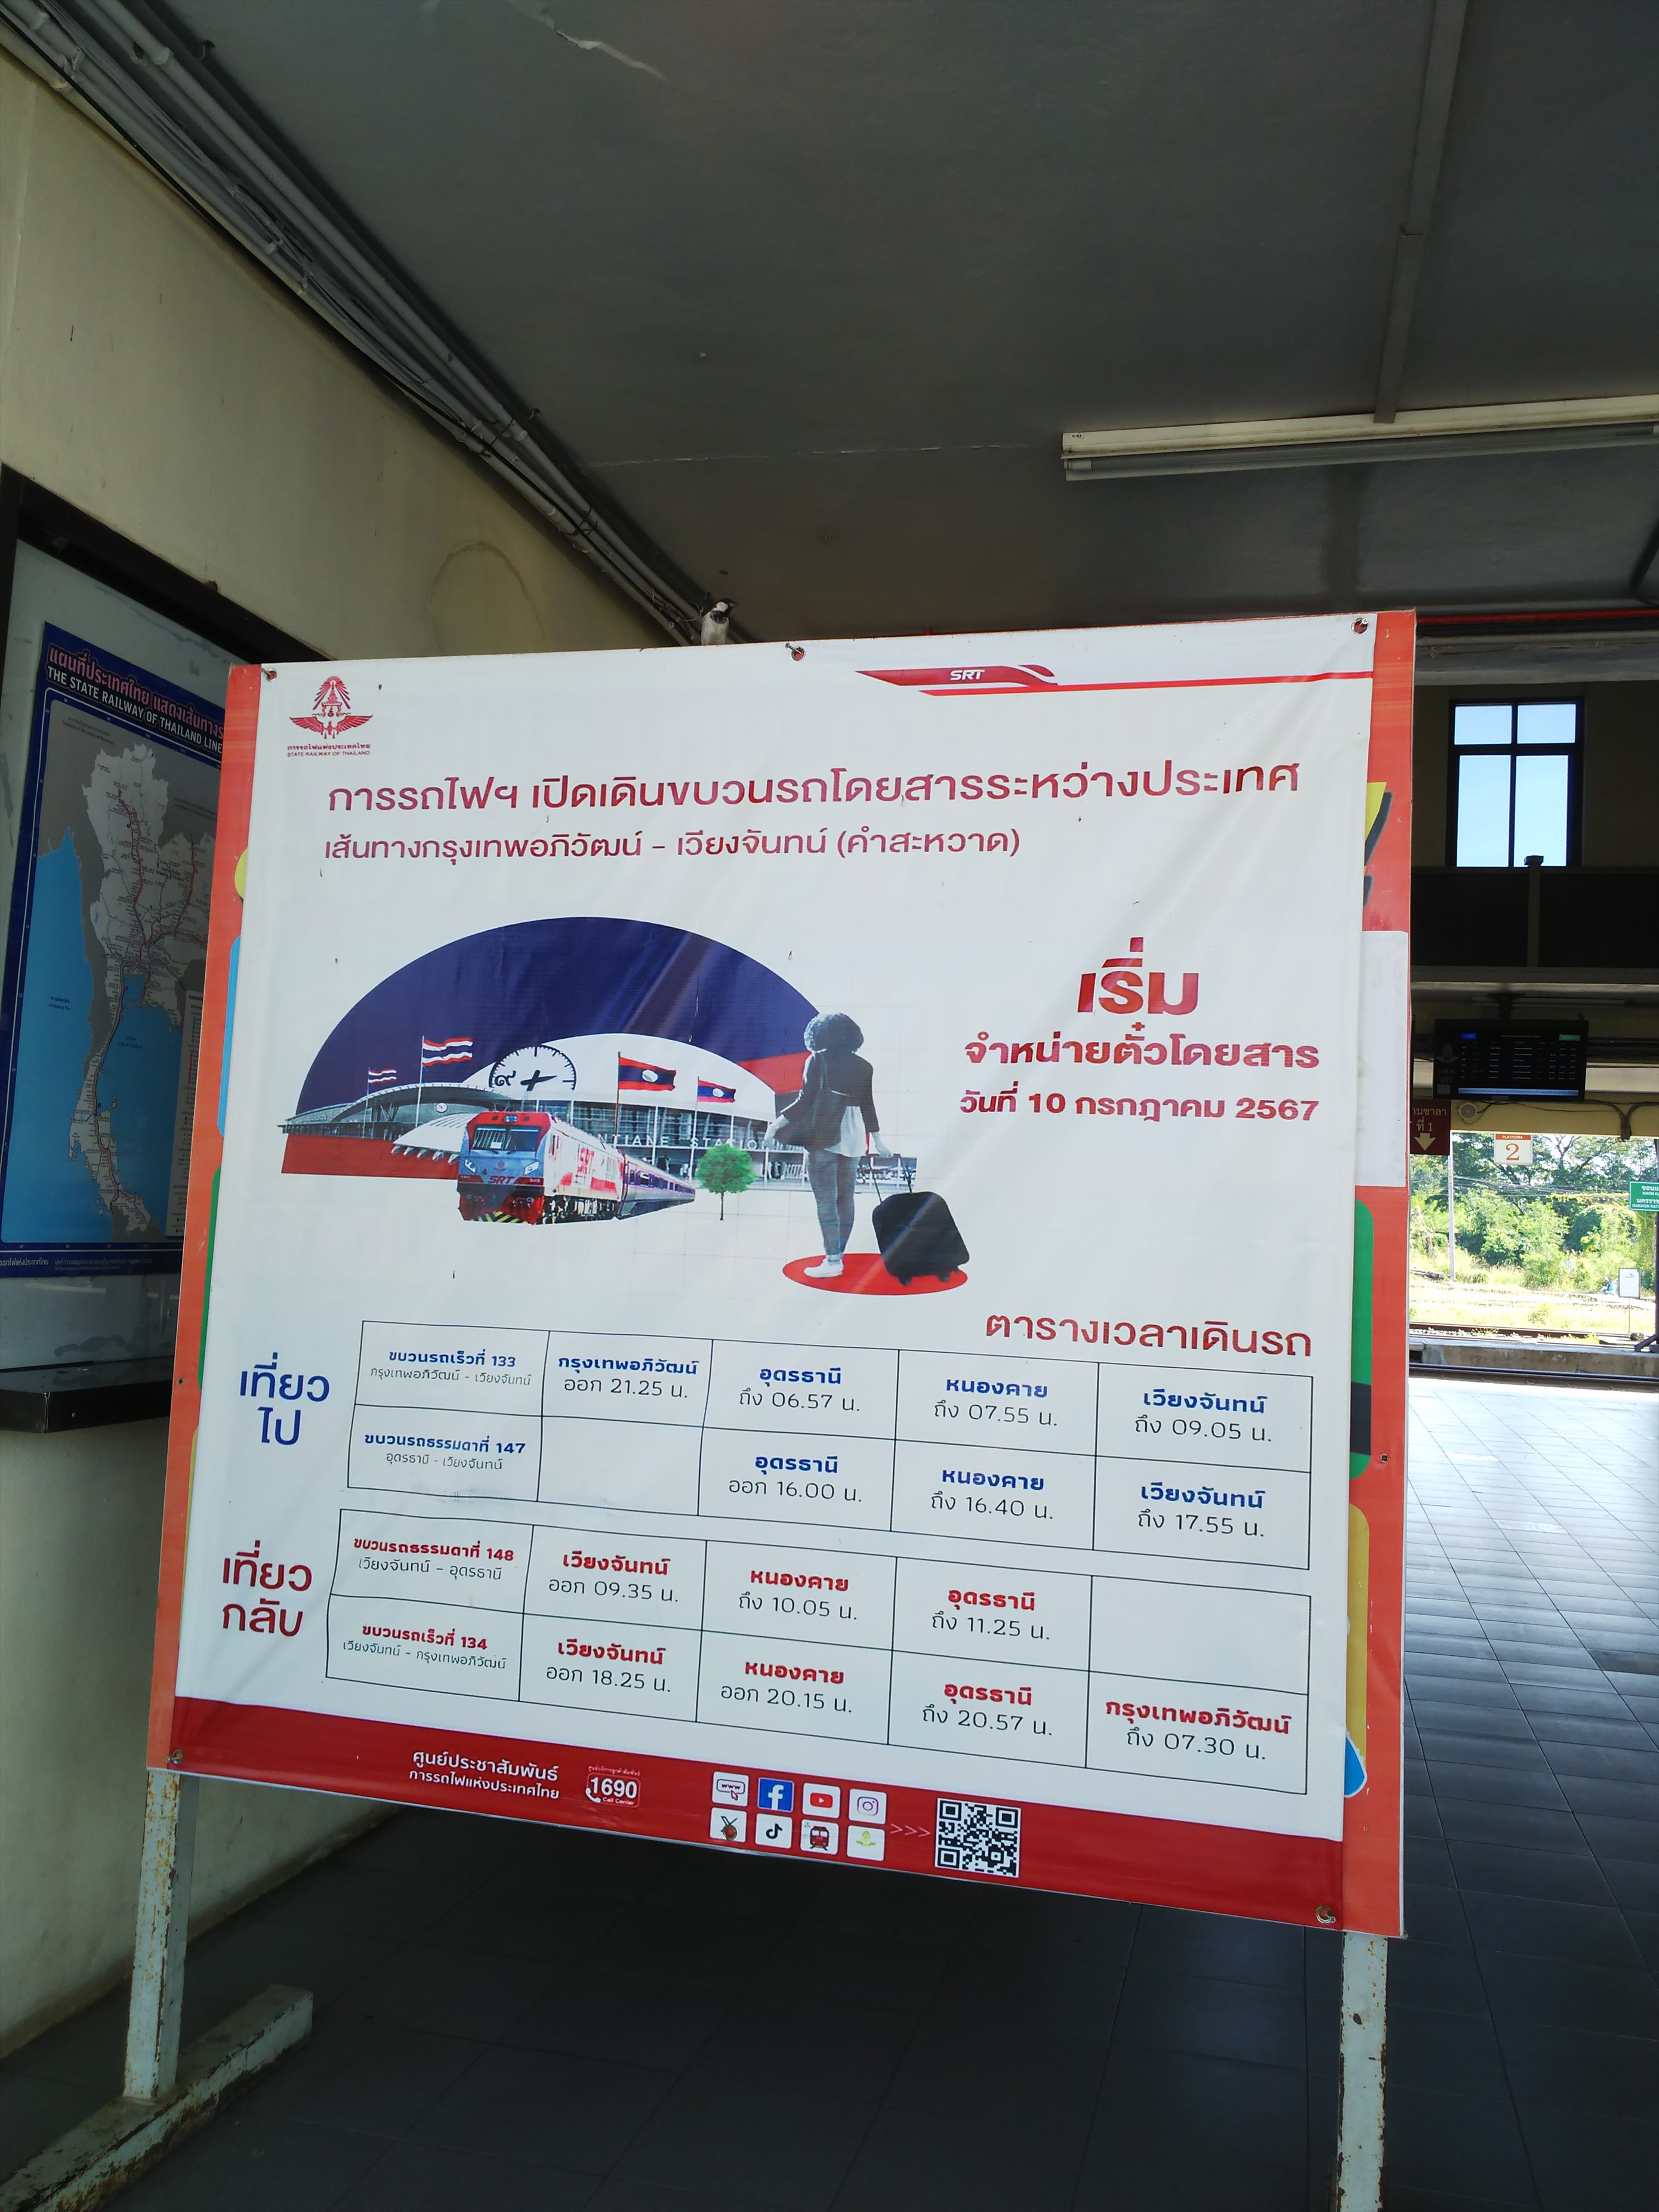 แผนที่ประเทศไทย แสดงเส้นทาง
THE STATE RAILWAY OF THAILAND LINE
SRT
การรถไฟแห่งประเทศไทย
STATE RAILWAY OF THAILAND
การรถไฟฯ เปิดเดินขบวนรถโดยสารระหว่างประเทศ
เส้นทางกรุงเทพอภิวัฒน์ - เวียงจันทน์ (คำสะหวาด)
เริ่ม
จำหน่ายตั๋วโดยสาร
วันที่ 10 กรกฎาคม 2567
NTIANE STATION
SRT
ตารางเวลาเดินรถ
เที่ยว
ไป
ขบวนรถเร็วที่ 133
กรุงเทพอภิวัฒน์ - เวียงจันทน์
กรุงเทพอภิวัฒน์
ออก 21.25 น.
อุดรธานี
ถึง 06.57 น.
หนองคาย
ถึง 07.55 น.
เวียงจันทน์
ถึง 09.05 น.
ขบวนรถธรรมดาที่ 147
อุดรธานี - เวียงจันทน์
อุดรธานี
ออก 16.00 น.
หนองคาย
ถึง 16.40 น.
เวียงจันทน์
ถึง 17.55 น.
เที่ยว
กลับ
ขบวนรถธรรมดาที่ 148
เวียงจันทน์ - อุดรธานี
เวียงจันทน์
ออก 09.35 น.
หนองคาย
ถึง 10.05 น.
อุดรธานี
ถึง 11.25 น.
ขบวนรถเร็วที่ 134
เวียงจันทน์ - กรุงเทพอภิวัฒน์
เวียงจันทน์
ออก 18.25 น.
หนองคาย
ออก 20.15 น.
อุดรธานี
ถึง 20.57 น.
กรุงเทพอภิวัฒน์
ถึง 07.30 น.
ศูนย์ประชาสัมพันธ์
การรถไฟแห่งประเทศไทย
1690
Call Center
www
>>>
ที่ 1
PLATFORM
2